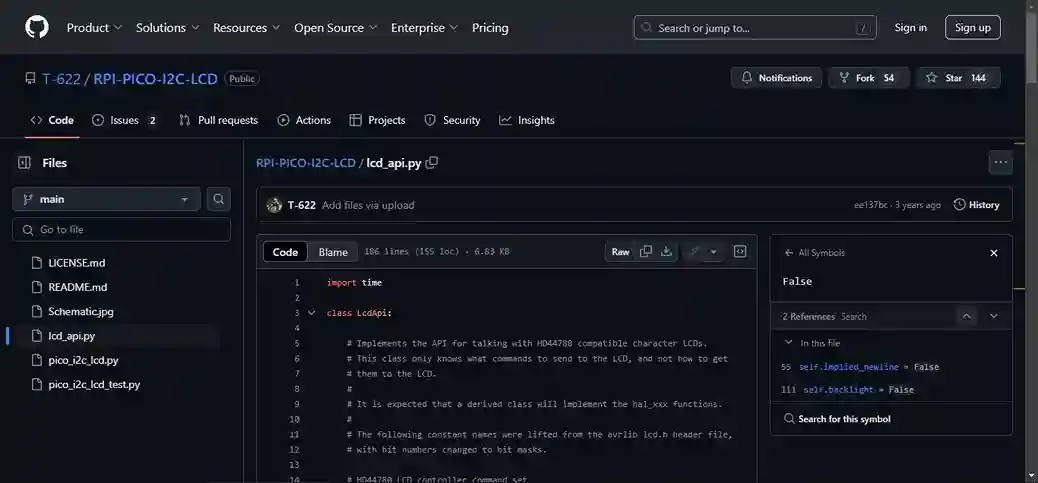 Product Solutions Resources Open Source Enterprise Pricing Search or jump to... / Sign in Sign up
T-622 / RPI-PICO-I2C-LCD Public Notifications Fork 54 Star 144
Code Issues 2 Pull requests Actions Projects Security Insights
Files
main
Go to file
LICENSE.md
README.md
Schematic.jpg
lcd_api.py
pico_i2c_lcd.py
pico_i2c_lcd_test.py
RPI-PICO-I2C-LCD / lcd_api.py
T-622 Add files via upload ee137bc · 3 years ago History
Code Blame 186 lines (155 loc) · 6.83 KB Raw
1 import time
2
3 class LcdApi:
5 # Implements the API for talking with HD44780 compatible character LCDs.
6 # This class only knows what commands to send to the LCD, and not how to get
7 # them to the LCD.
8 #
9 # It is expected that a derived class will implement the hal_xxx functions.
10 #
11 # The following constant names were lifted from the avrlib lcd.h header file,
12 # with bit numbers changed to bit masks.
13
14 # HD44780 LCD controller command set
All Symbols
False
2 References Search
In this file
55 self.implied_newline = False
111 self.backlight = False
Search for this symbol